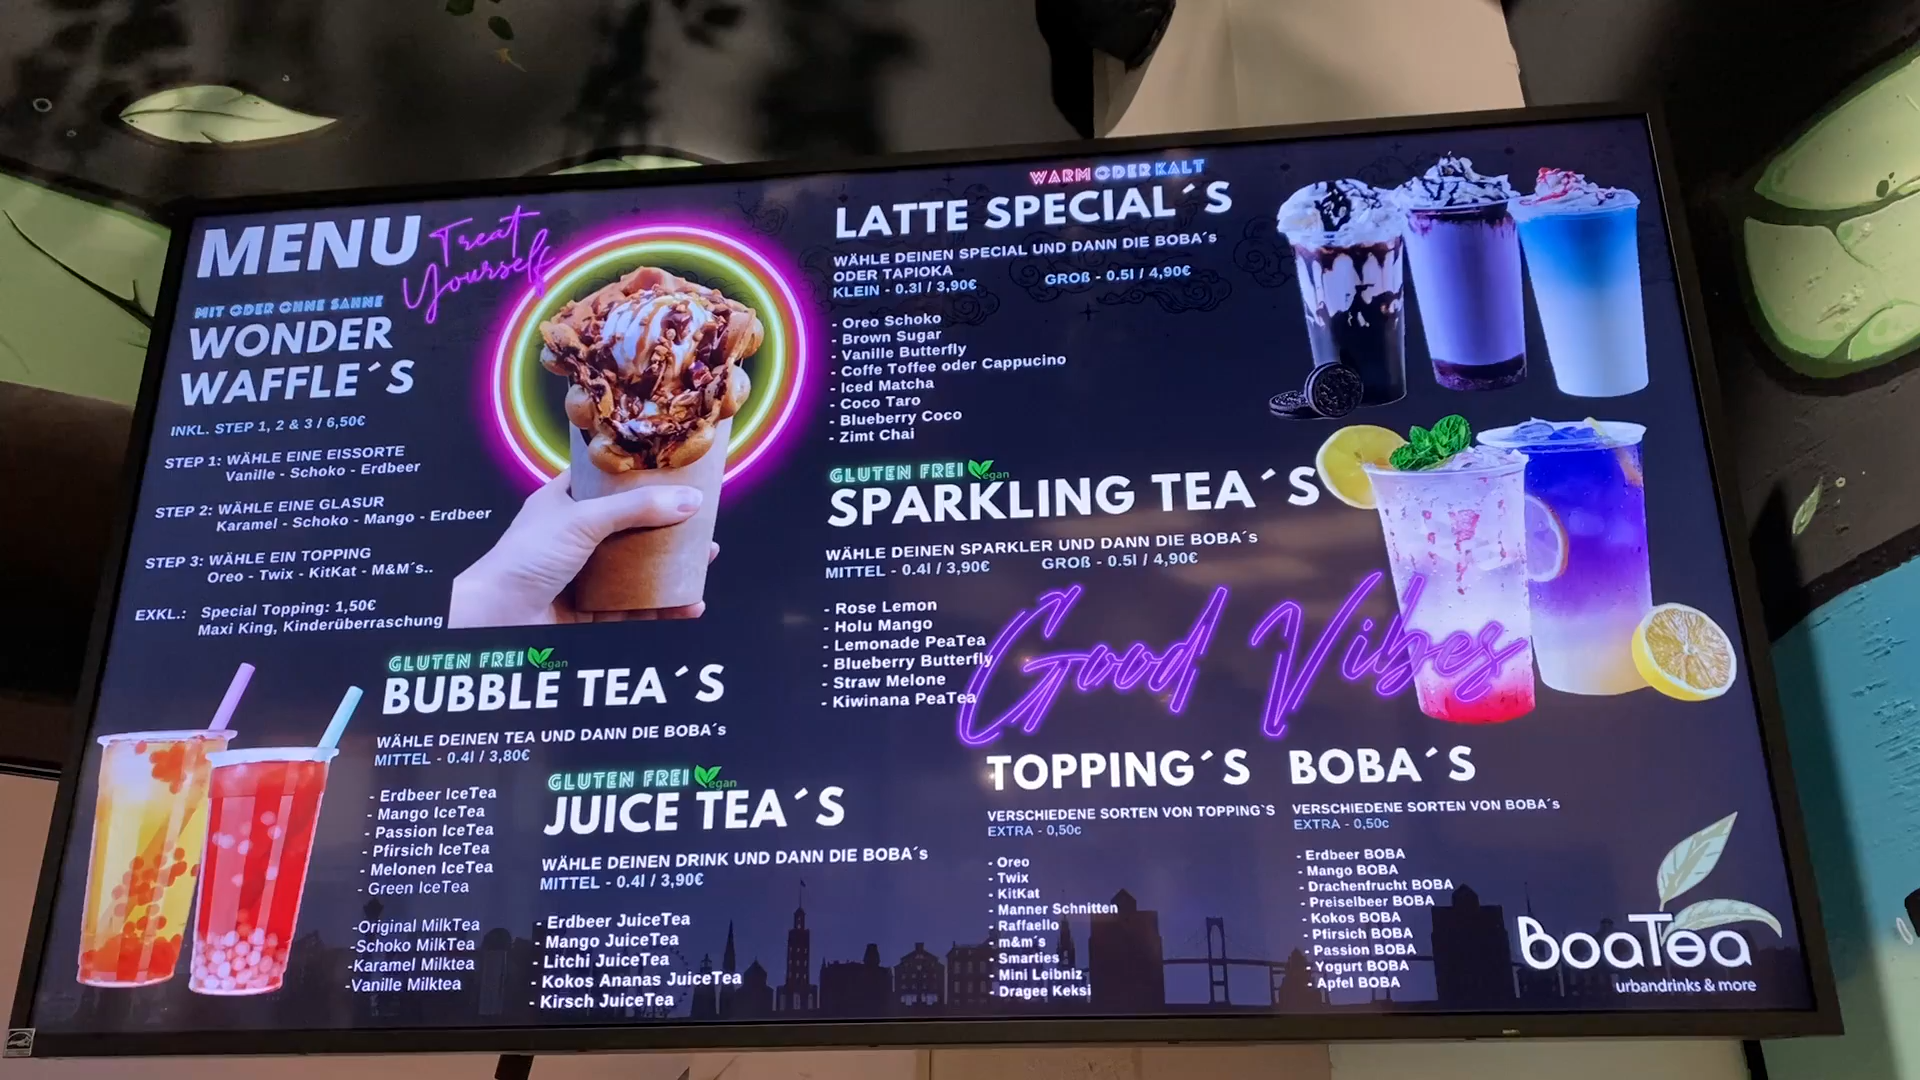 MENU
Treat
Yourself
MIT ODER OHNE SAHNE
WONDER
WAFFLE´S
INKL. STEP 1, 2 & 3 / 6,50€
STEP 1: WÄHLE EINE EISSORTE
Vanille - Schoko - Erdbeer
STEP 2: WÄHLE EINE GLASUR
Karamel - Schoko - Mango - Erdbeer
STEP 3: WÄHLE EIN TOPPING
Oreo - Twix - KitKat - M&M´s..
EXKL.: Special Topping: 1,50€
Maxi King, Kinderüberraschung
GLUTEN FREI Vegan
BUBBLE TEA´S
WÄHLE DEINEN TEA UND DANN DIE BOBA´s
MITTEL - 0.4l / 3,80€
- Erdbeer IceTea
- Mango IceTea
- Passion IceTea
- Pfirsich IceTea
- Melonen IceTea
- Green IceTea
-Original MilkTea
-Schoko MilkTea
-Karamel Milktea
-Vanille Milktea
GLUTEN FREI Vegan
JUICE TEA´S
WÄHLE DEINEN DRINK UND DANN DIE BOBA´s
MITTEL - 0.4l / 3,90€
- Erdbeer JuiceTea
- Mango JuiceTea
- Litchi JuiceTea
- Kokos Ananas JuiceTea
- Kirsch JuiceTea
WARM ODER KALT
LATTE SPECIAL´S
WÄHLE DEINEN SPECIAL UND DANN DIE BOBA´s
ODER TAPIOKA
KLEIN - 0.3l / 3,90€ GROß - 0.5l / 4,90€
- Oreo Schoko
- Brown Sugar
- Vanille Butterfly
- Coffe Toffee oder Cappucino
- Iced Matcha
- Coco Taro
- Blueberry Coco
- Zimt Chai
GLUTEN FREI Vegan
SPARKLING TEA´S
WÄHLE DEINEN SPARKLER UND DANN DIE BOBA´s
MITTEL - 0.4l / 3,90€ GROß - 0.5l / 4,90€
- Rose Lemon
- Holu Mango
- Lemonade PeaTea
- Blueberry Butterfly
- Straw Melone
- Kiwinana PeaTea
Good Vibes
TOPPING´S
VERSCHIEDENE SORTEN VON TOPPING`S
EXTRA - 0,50c
- Oreo
- Twix
- KitKat
- Manner Schnitten
- Raffaello
- m&m´s
- Smarties
- Mini Leibniz
- Dragee Keksi
BOBA´S
VERSCHIEDENE SORTEN VON BOBA´s
EXTRA - 0,50c
- Erdbeer BOBA
- Mango BOBA
- Drachenfrucht BOBA
- Preiselbeer BOBA
- Kokos BOBA
- Pfirsich BOBA
- Passion BOBA
- Yogurt BOBA
- Apfel BOBA
BoaTea
urbandrinks & more